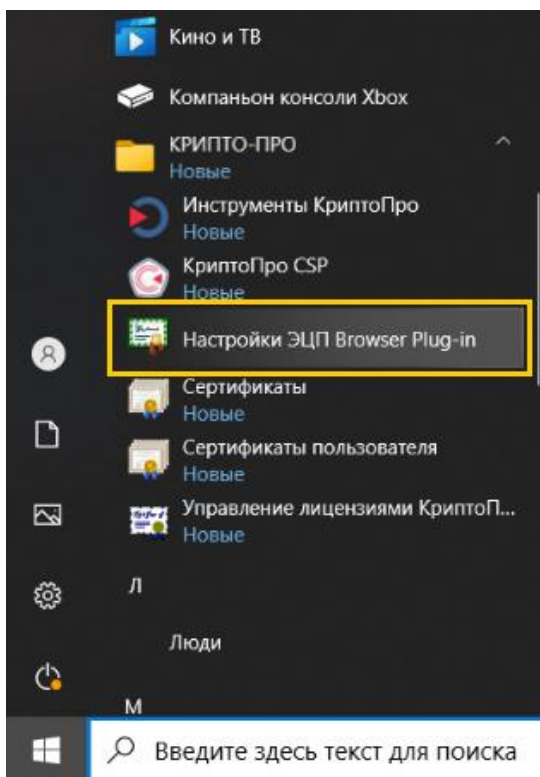 Кино и ТВ
Компаньон консоли Xbox
КРИПТО-ПРО
Новые
Инструменты КриптоПро
Новые
КриптоПро CSP
Новые
Настройки ЭЦП Browser Plug-in
Сертификаты
Новые
Сертификаты пользователя
Новые
Управление лицензиями КриптоП...
Новые
Л
Люди
М
Введите здесь текст для поиска